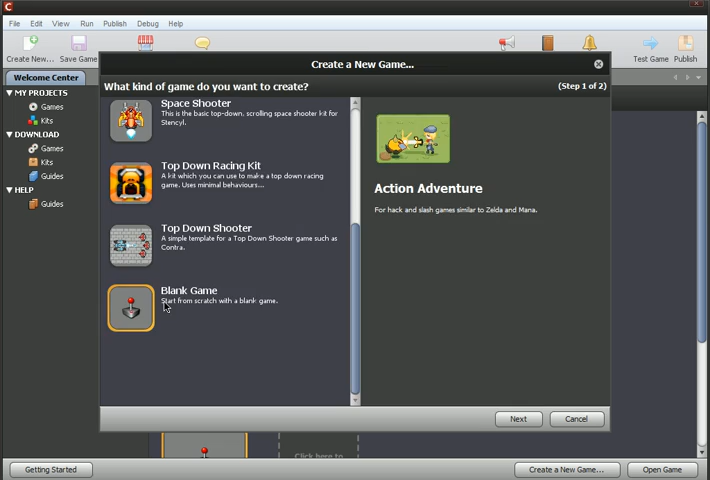 File Edit View Run Publish Debug Help
Create New... Save Game Test Game Publish
Create a New Game...
Welcome Center
What kind of game do you want to create? (Step 1 of 2)
MY PROJECTS
Games
Kits
DOWNLOAD
Games
Kits
Guides
HELP
Guides
Space Shooter
This is the basic top-down, scrolling space shooter kit for
Stencyl.
Top Down Racing Kit
A kit which you can use to make a top down racing
game. Uses minimal behaviours...
Top Down Shooter
A simple template for a Top Down Shooter game such as
Contra.
Blank Game
Start from scratch with a blank game.
Action Adventure
For hack and slash games similar to Zelda and Mana.
Next Cancel
Click here to
Getting Started Create a New Game... Open Game